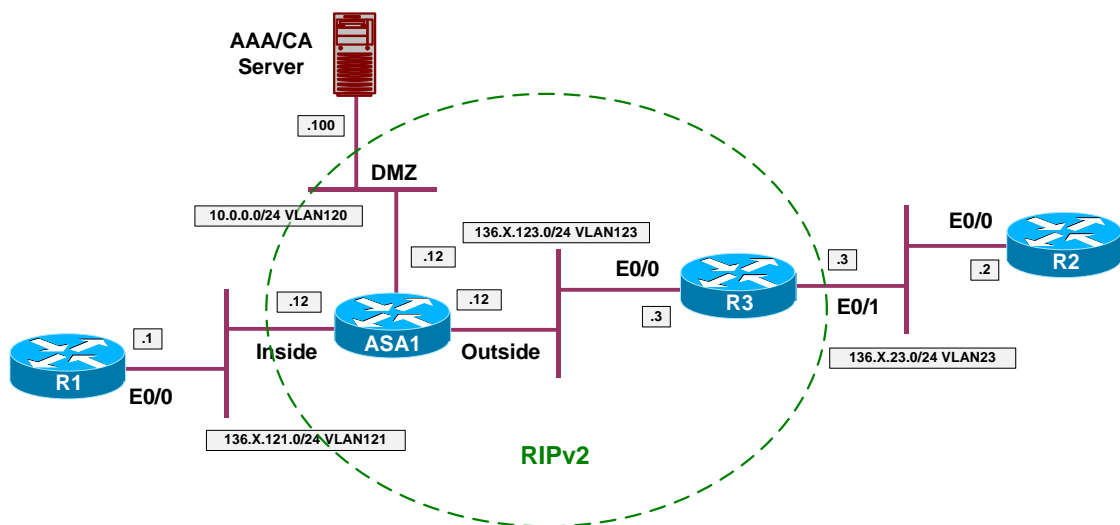 AAA/CA
Server
.100
DMZ
10.0.0.0/24 VLAN120
136.X.123.0/24 VLAN123
E0/0
.12
E0/0
R2
.2
.12
.12
.3
R3
.3
E0/1
.1
Inside
ASA1
Outside
R1
E0/0
136.X.23.0/24 VLAN23
136.X.121.0/24 VLAN121
RIPv2